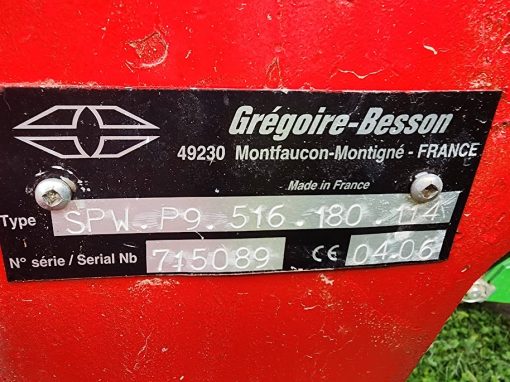 Grégoire-Besson
49230 Montfaucon-Montigné - FRANCE
Made in France
Type SPW.P9.516.180.114
N° série / Serial Nb 715089 CE 04.06